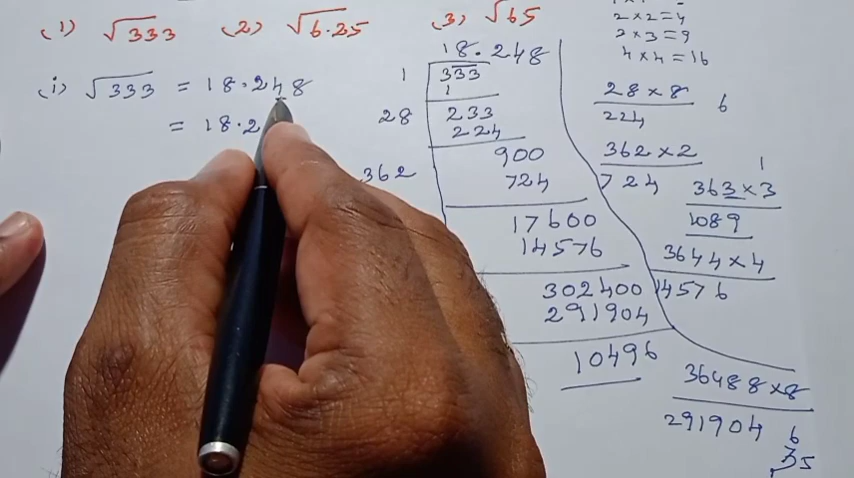 (1) √333 (2) √6.25 (3) √65
2 × 2 = 4
2 × 3 = 9
4 × 4 = 16
(i) √333 = 18.248
= 18.2
18.248
1 333
1
28 233
224
362 900
724
17600
14576
302400
291904
10496
28 × 8 6
224
362 × 2
724
1
363 × 3
1089
3644 × 4
14576
36488 × 8
291904
6
35